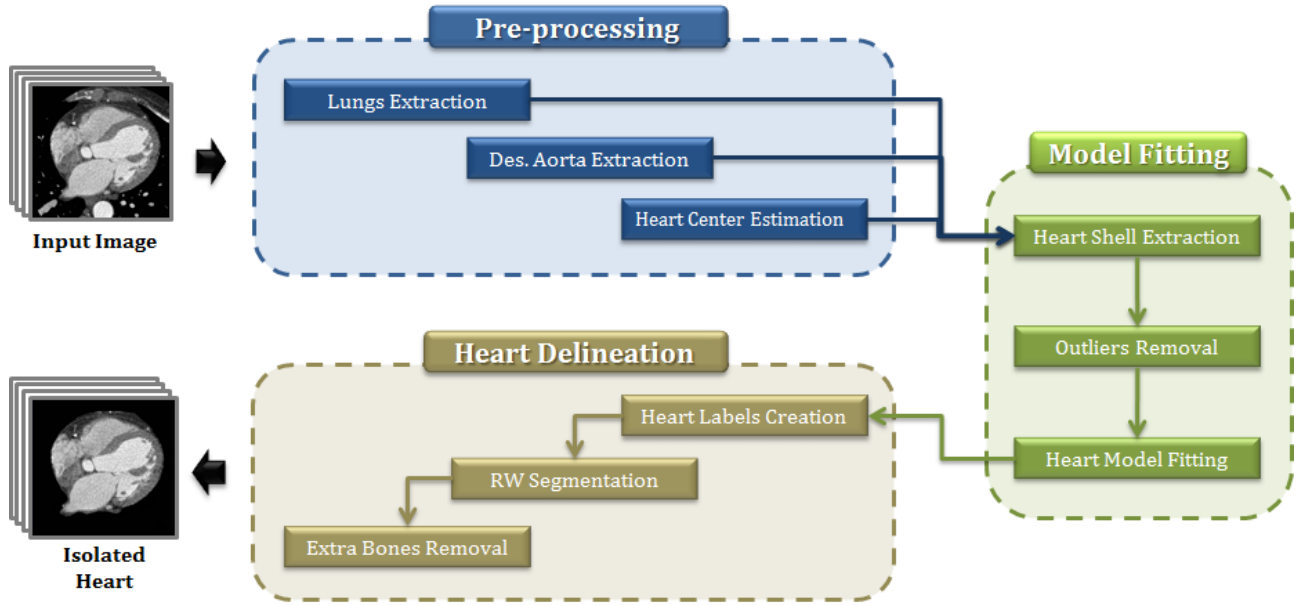 Pre-processing
Lungs Extraction
Des. Aorta Extraction
Heart Center Estimation
Input Image
Model Fitting
Heart Shell Extraction
Outliers Removal
Heart Model Fitting
Heart Delineation
Heart Labels Creation
RW Segmentation
Extra Bones Removal
Isolated
Heart